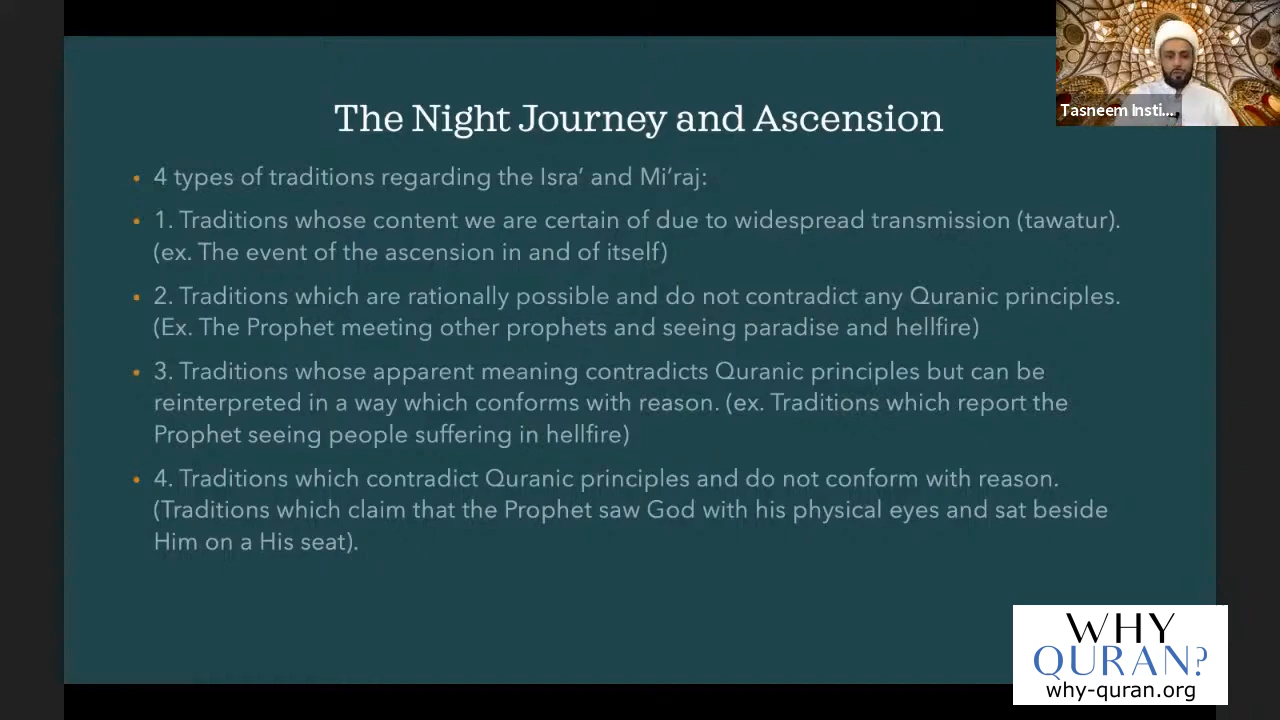 Tasneem Insti...
The Night Journey and Ascension
• 4 types of traditions regarding the Isra’ and Mi’raj:
• 1. Traditions whose content we are certain of due to widespread transmission (tawatur).
(ex. The event of the ascension in and of itself)
• 2. Traditions which are rationally possible and do not contradict any Quranic principles.
(Ex. The Prophet meeting other prophets and seeing paradise and hellfire)
• 3. Traditions whose apparent meaning contradicts Quranic principles but can be
reinterpreted in a way which conforms with reason. (ex. Traditions which report the
Prophet seeing people suffering in hellfire)
• 4. Traditions which contradict Quranic principles and do not conform with reason.
(Traditions which claim that the Prophet saw God with his physical eyes and sat beside
Him on a His seat).
WHY
QURAN?
why-quran.org